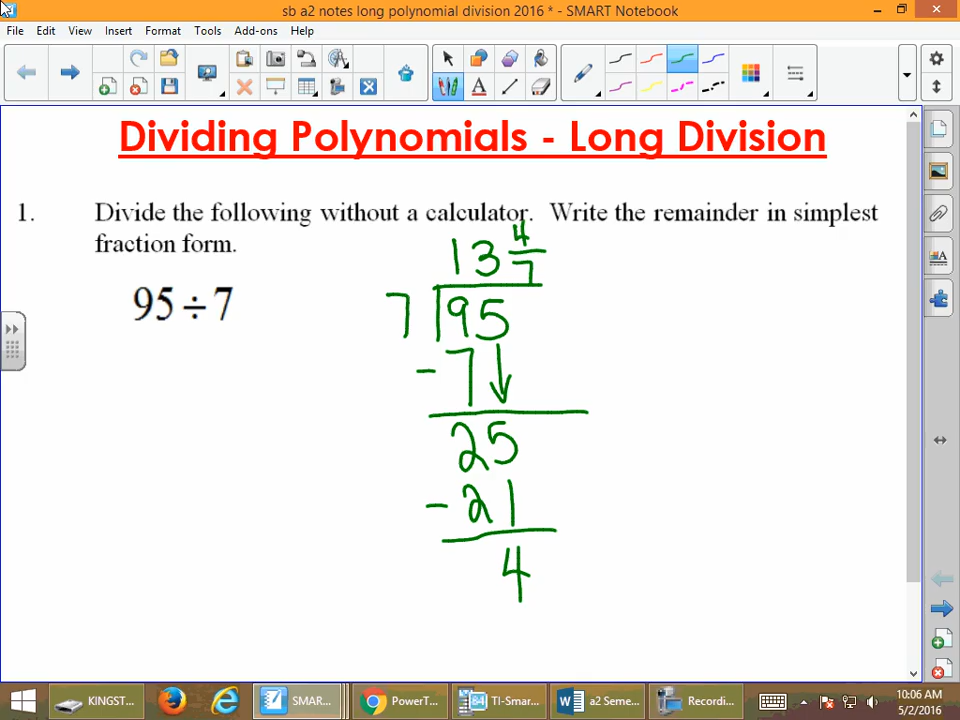 sb a2 notes long polynomial division 2016 * - SMART Notebook
File Edit View Insert Format Tools Add-ons Help
Dividing Polynomials - Long Division
1. Divide the following without a calculator. Write the remainder in simplest
fraction form.
95 ÷ 7
13 4/7
7 95
- 7
25
- 21
4
KINGST... SMAR... PowerT... TI-Smar... a2 Seme... Recordi... 10:06 AM
5/2/2016